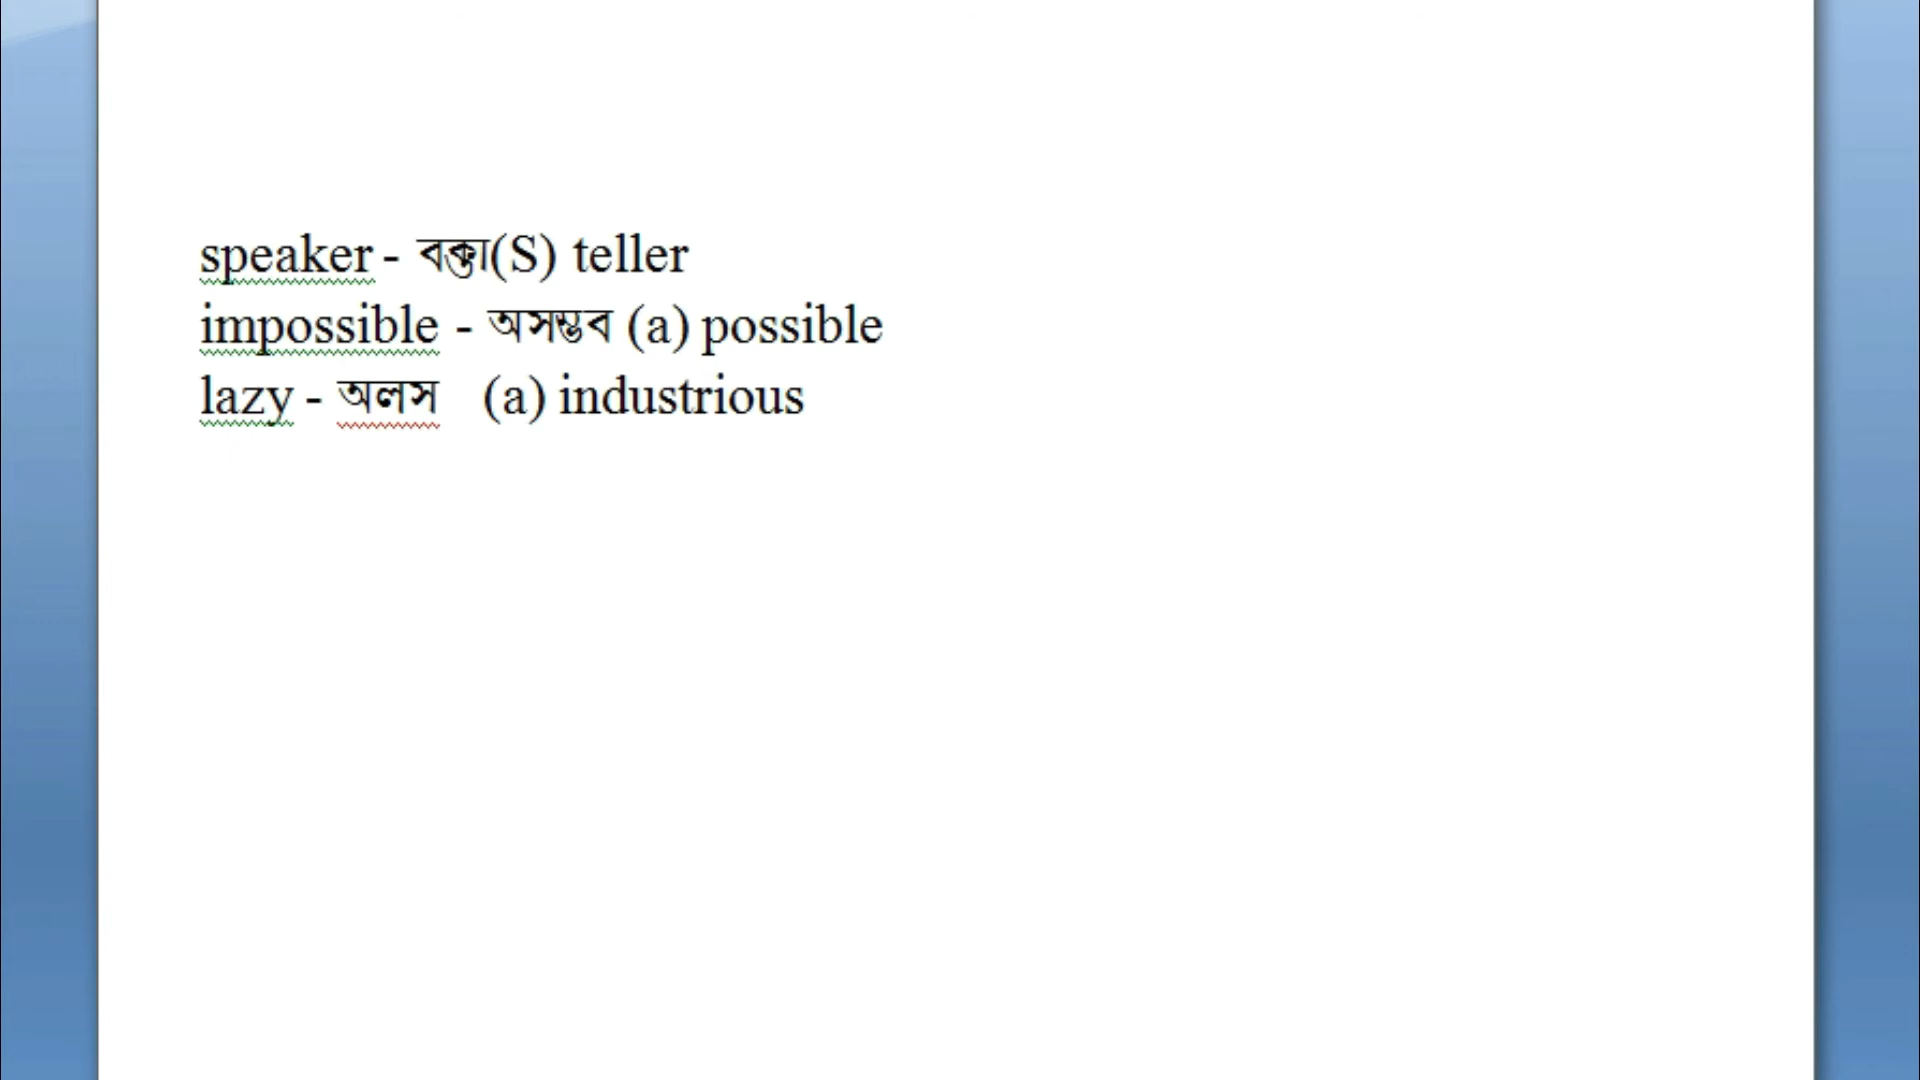 speaker - বক্তা(S) teller
impossible - অসম্ভব (a) possible
lazy - অলস (a) industrious